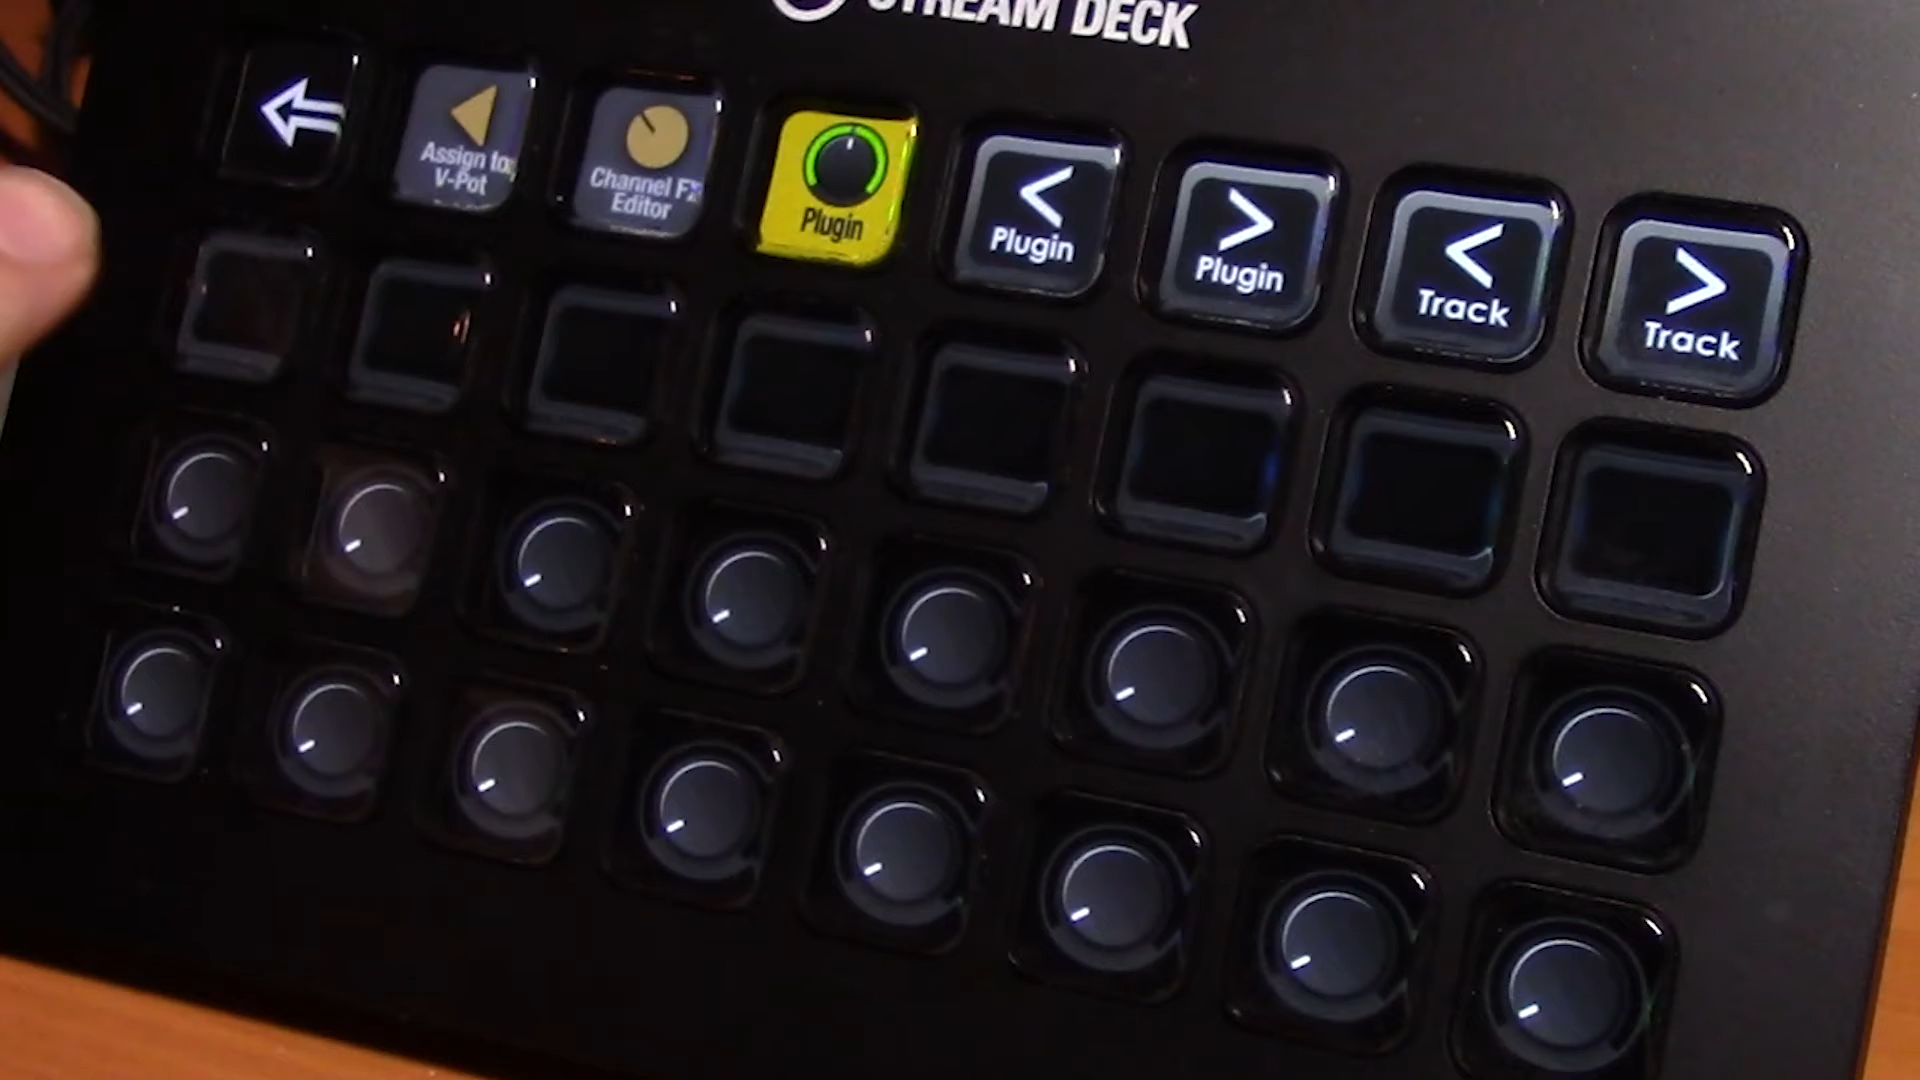 STREAM DECK
Assign to
V-Pot
Channel FX
Editor
Plugin
< Plugin
> Plugin
< Track
> Track